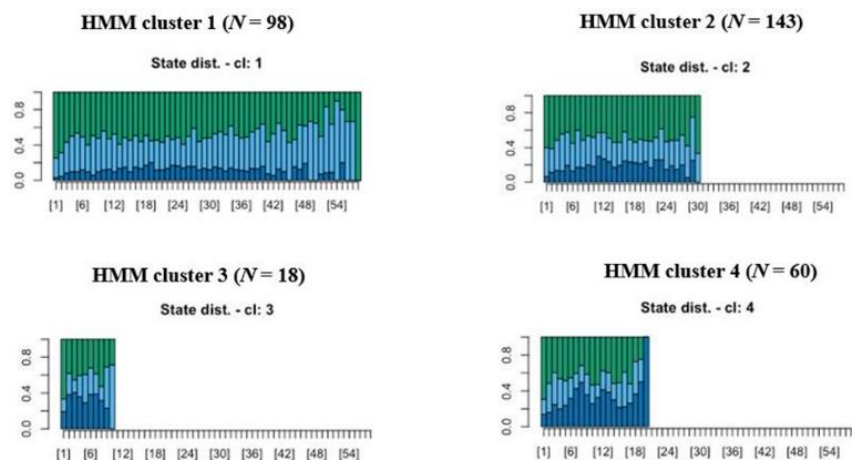 HMM cluster 1 (N = 98)
State dist. - cl: 1
0.0 0.4 0.8
[1] [6] [12] [18] [24] [30] [36] [42] [48] [54]
HMM cluster 2 (N = 143)
State dist. - cl: 2
0.0 0.4 0.8
[1] [6] [12] [18] [24] [30] [36] [42] [48] [54]
HMM cluster 3 (N = 18)
State dist. - cl: 3
0.0 0.4 0.8
[1] [6] [12] [18] [24] [30] [36] [42] [48] [54]
HMM cluster 4 (N = 60)
State dist. - cl: 4
0.0 0.4 0.8
[1] [6] [12] [18] [24] [30] [36] [42] [48] [54]